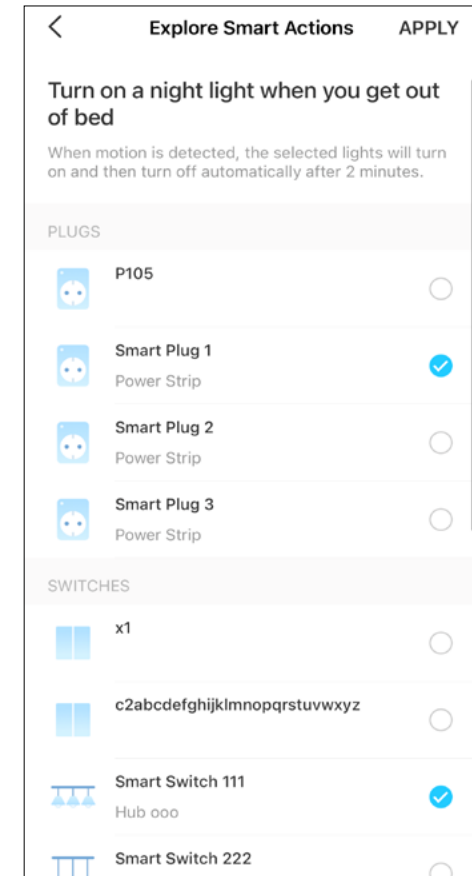 Explore Smart Actions APPLY
Turn on a night light when you get out
of bed
When motion is detected, the selected lights will turn
on and then turn off automatically after 2 minutes.
PLUGS
P105
Smart Plug 1
Power Strip
Smart Plug 2
Power Strip
Smart Plug 3
Power Strip
SWITCHES
x1
c2abcdefghijklmnopqrstuvwxyz
Smart Switch 111
Hub ooo
Smart Switch 222